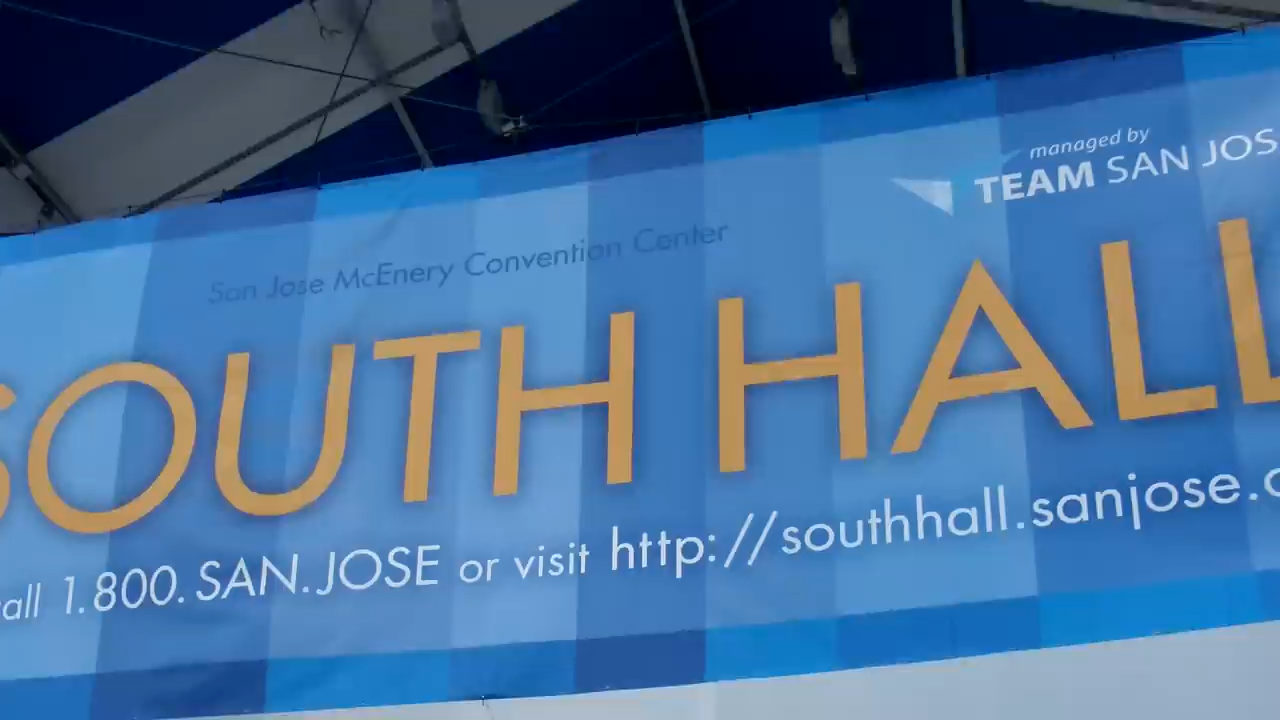 managed by
TEAM SAN JOS
San Jose McEnery Convention Center
SOUTH HALL
all 1.800.SAN.JOSE or visit http://southhall.sanjose.